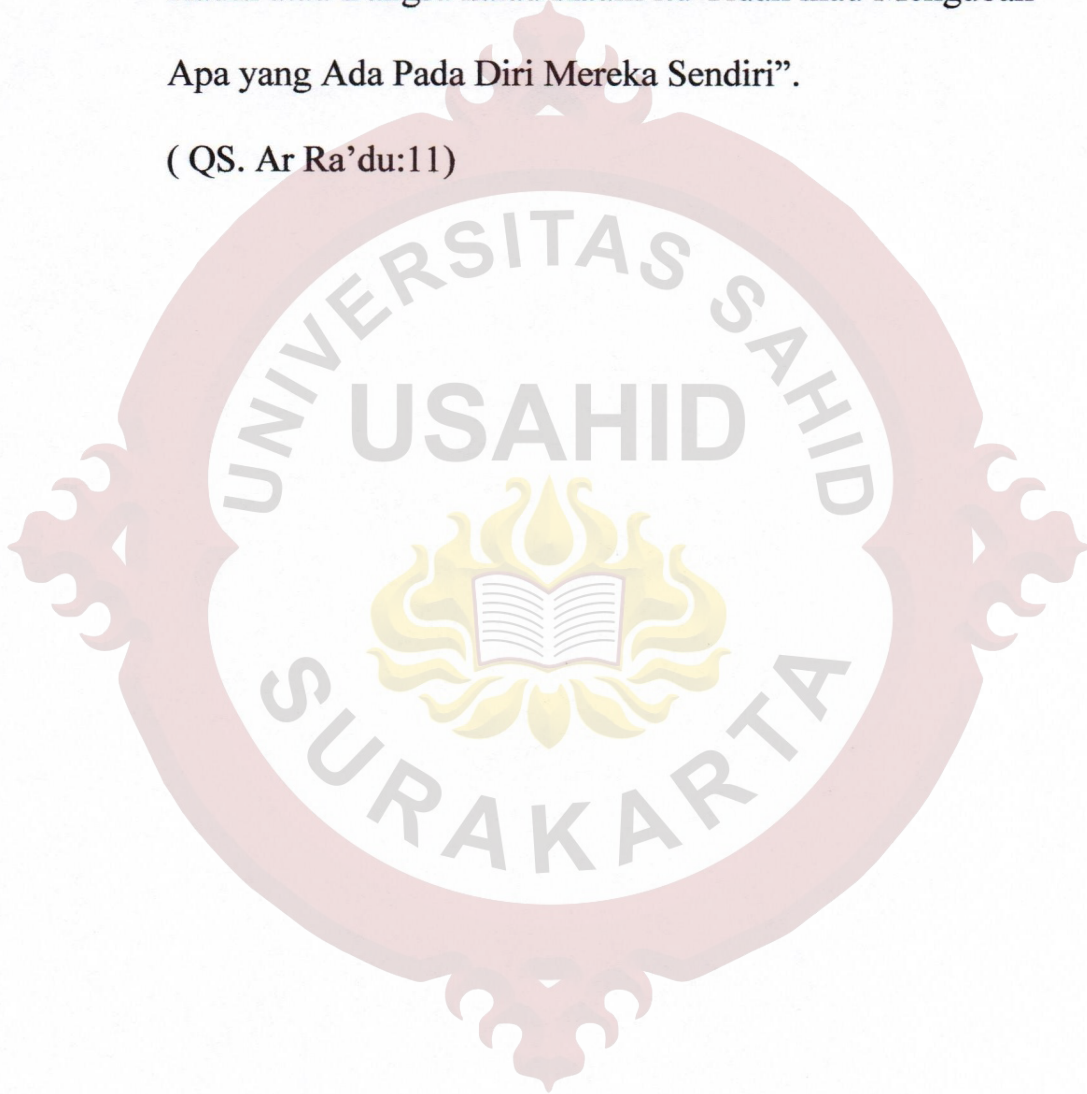 Apa yang Ada Pada Diri Mereka Sendiri”.
( QS. Ar Ra’du:11)
UNIVERSITAS SAHID
USAHID
SURAKARTA